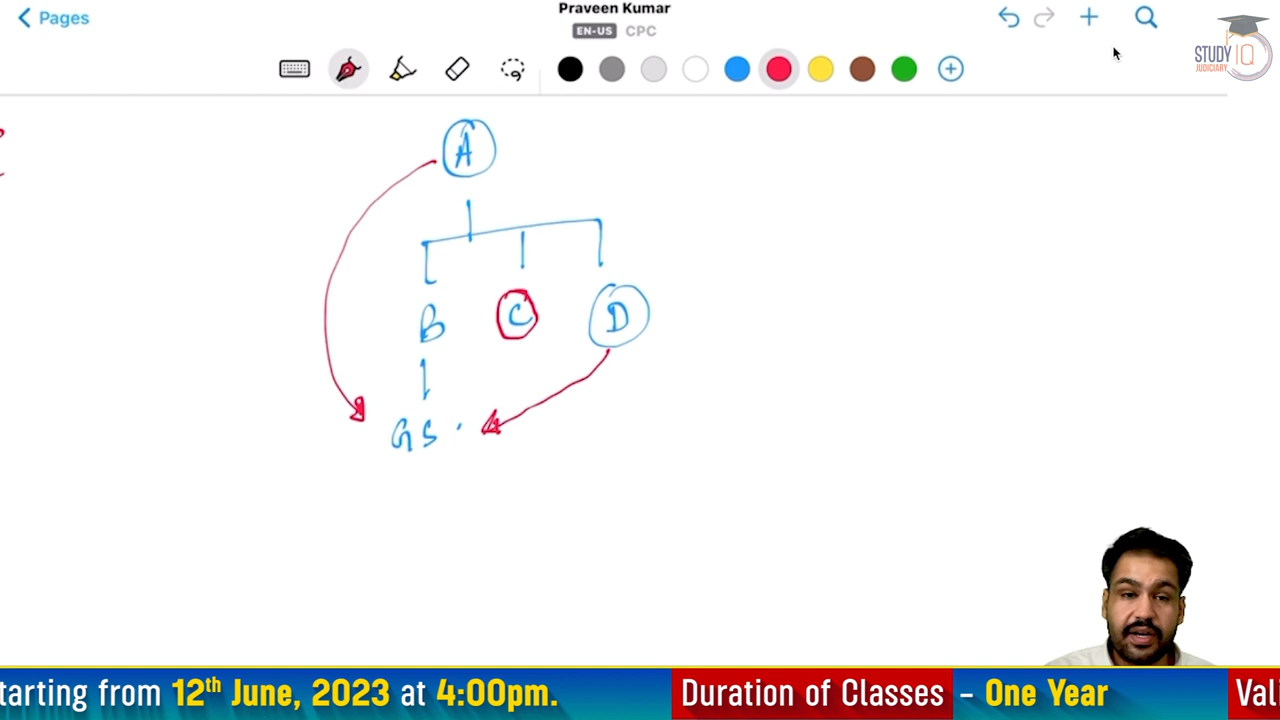 Pages
Praveen Kumar
EN-US CPC
STUDY IQ
JUDICIARY
A
B C D
GS
tarting from 12th June, 2023 at 4:00pm. Duration of Classes – One Year Vali